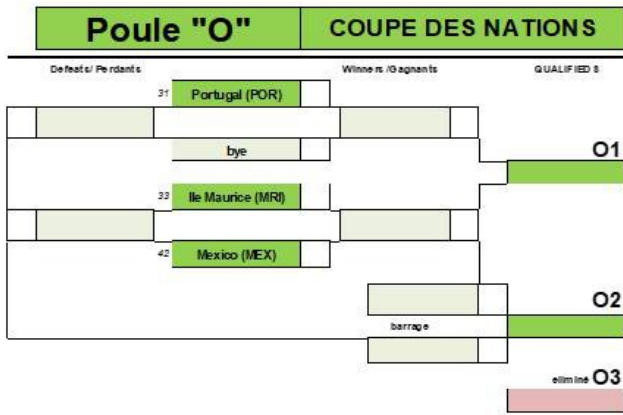 Poule "O"
COUPE DES NATIONS
Defeats/ Perdants
Winners /Gagnants
QUALIFIEDS
31 Portugal (POR)
bye
O1
33 Ile Maurice (MRI)
42 Mexico (MEX)
O2
barrage
eliminé O3